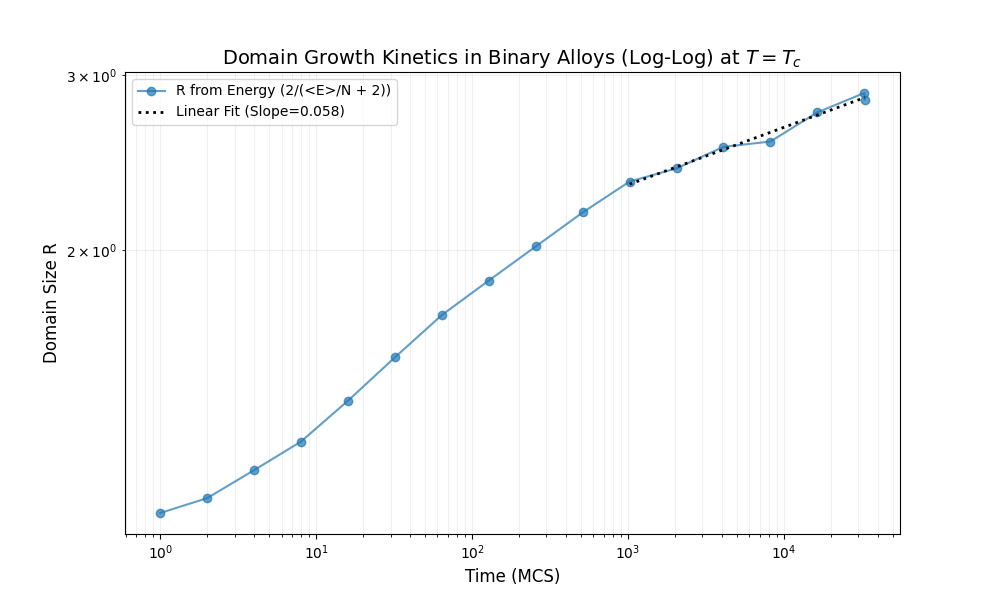 Domain Growth Kinetics in Binary Alloys (Log-Log) at $T = T_c$
R from Energy (2/(<E>/N + 2))
Linear Fit (Slope=0.058)
3 × 10⁰
2 × 10⁰
Domain Size R
10⁰ 10¹ 10² 10³ 10⁴
Time (MCS)